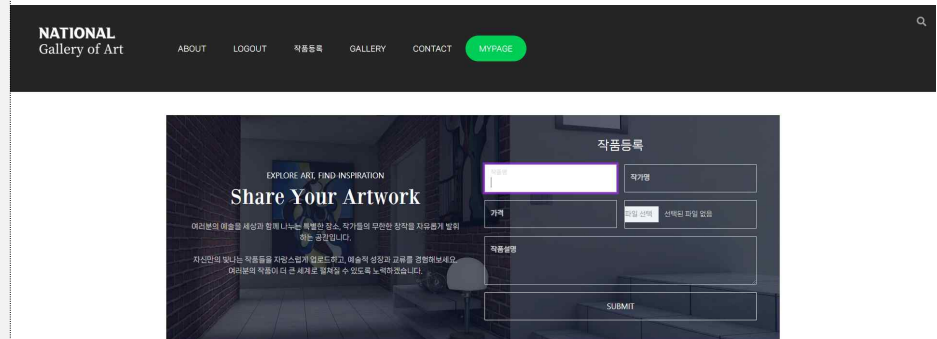 NATIONAL
Gallery of Art
ABOUT LOGOUT 작품등록 GALLERY CONTACT MYPAGE
EXPLORE ART, FIND INSPIRATION
Share Your Artwork
여러분의 예술을 세상과 함께 나누는 특별한 장소, 작가들의 무한한 창작을 자유롭게 발휘
하는 공간입니다.
자신만의 빛나는 작품들을 자랑스럽게 업로드하고, 예술적 성장과 교류를 경험해보세요.
여러분의 작품이 더 큰 세계로 펼쳐질 수 있도록 노력하겠습니다.
작품등록
작품명
작가명
가격
파일 선택 선택된 파일 없음
작품설명
SUBMIT